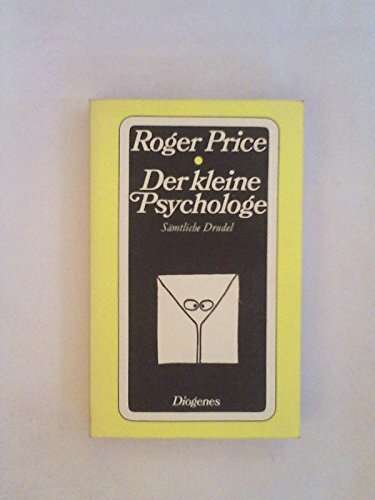 Roger Price
Der kleine
Psychologe
Sämtliche Drudel
Diogenes